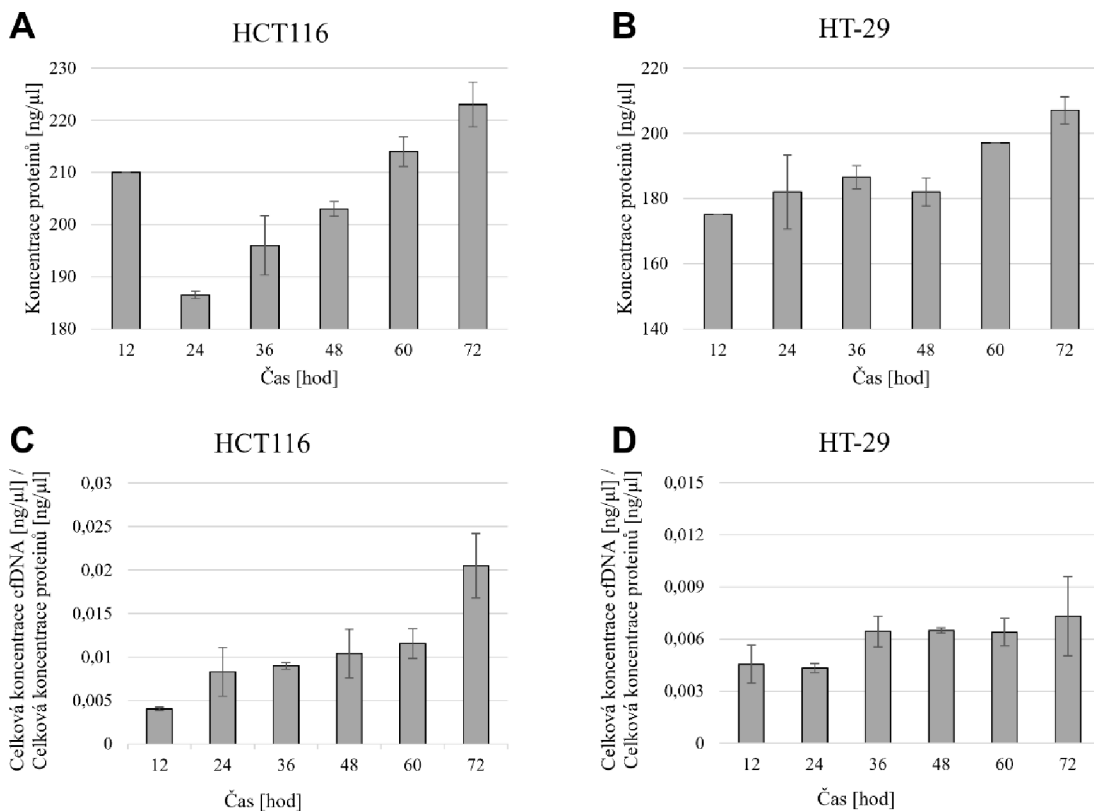 A
HCT116
Koncentrace proteinů [ng/µl]
230
220
210
200
190
180
12 24 36 48 60 72
Čas [hod]
B
HT-29
Koncentrace proteinů [ng/µl]
220
200
180
160
140
12 24 36 48 60 72
Čas [hod]
C
HCT116
Celková koncentrace cfDNA [ng/µl] /
Celková koncentrace proteinů [ng/µl]
0,03
0,025
0,02
0,015
0,01
0,005
0
12 24 36 48 60 72
Čas [hod]
D
HT-29
Celková koncentrace cfDNA [ng/µl] /
Celková koncentrace proteinů [ng/µl]
0,015
0,012
0,009
0,006
0,003
0
12 24 36 48 60 72
Čas [hod]